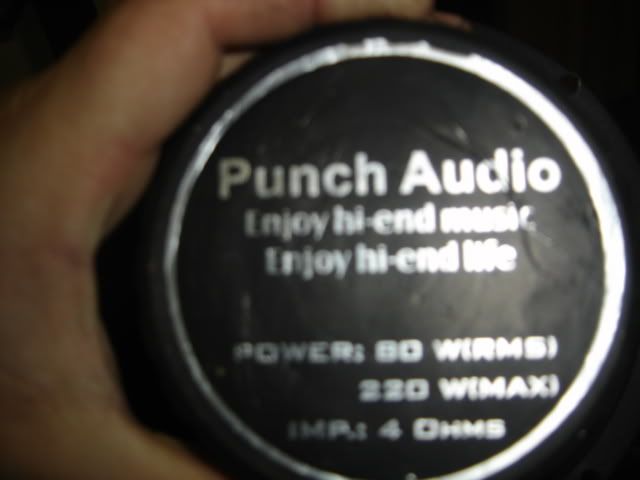 Punch Audio
Enjoy hi-end music
Enjoy hi-end life
POWER: 80 W(RMS)
220 W(MAX)
IMP.: 4 OHMS